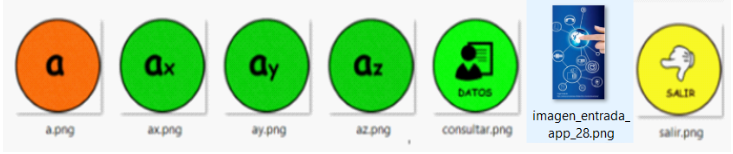 a
ax
ay
az
DATOS
SALIR
a.png
ax.png
ay.png
az.png
consultar.png
imagen_entrada_
app_28.png
salir.png